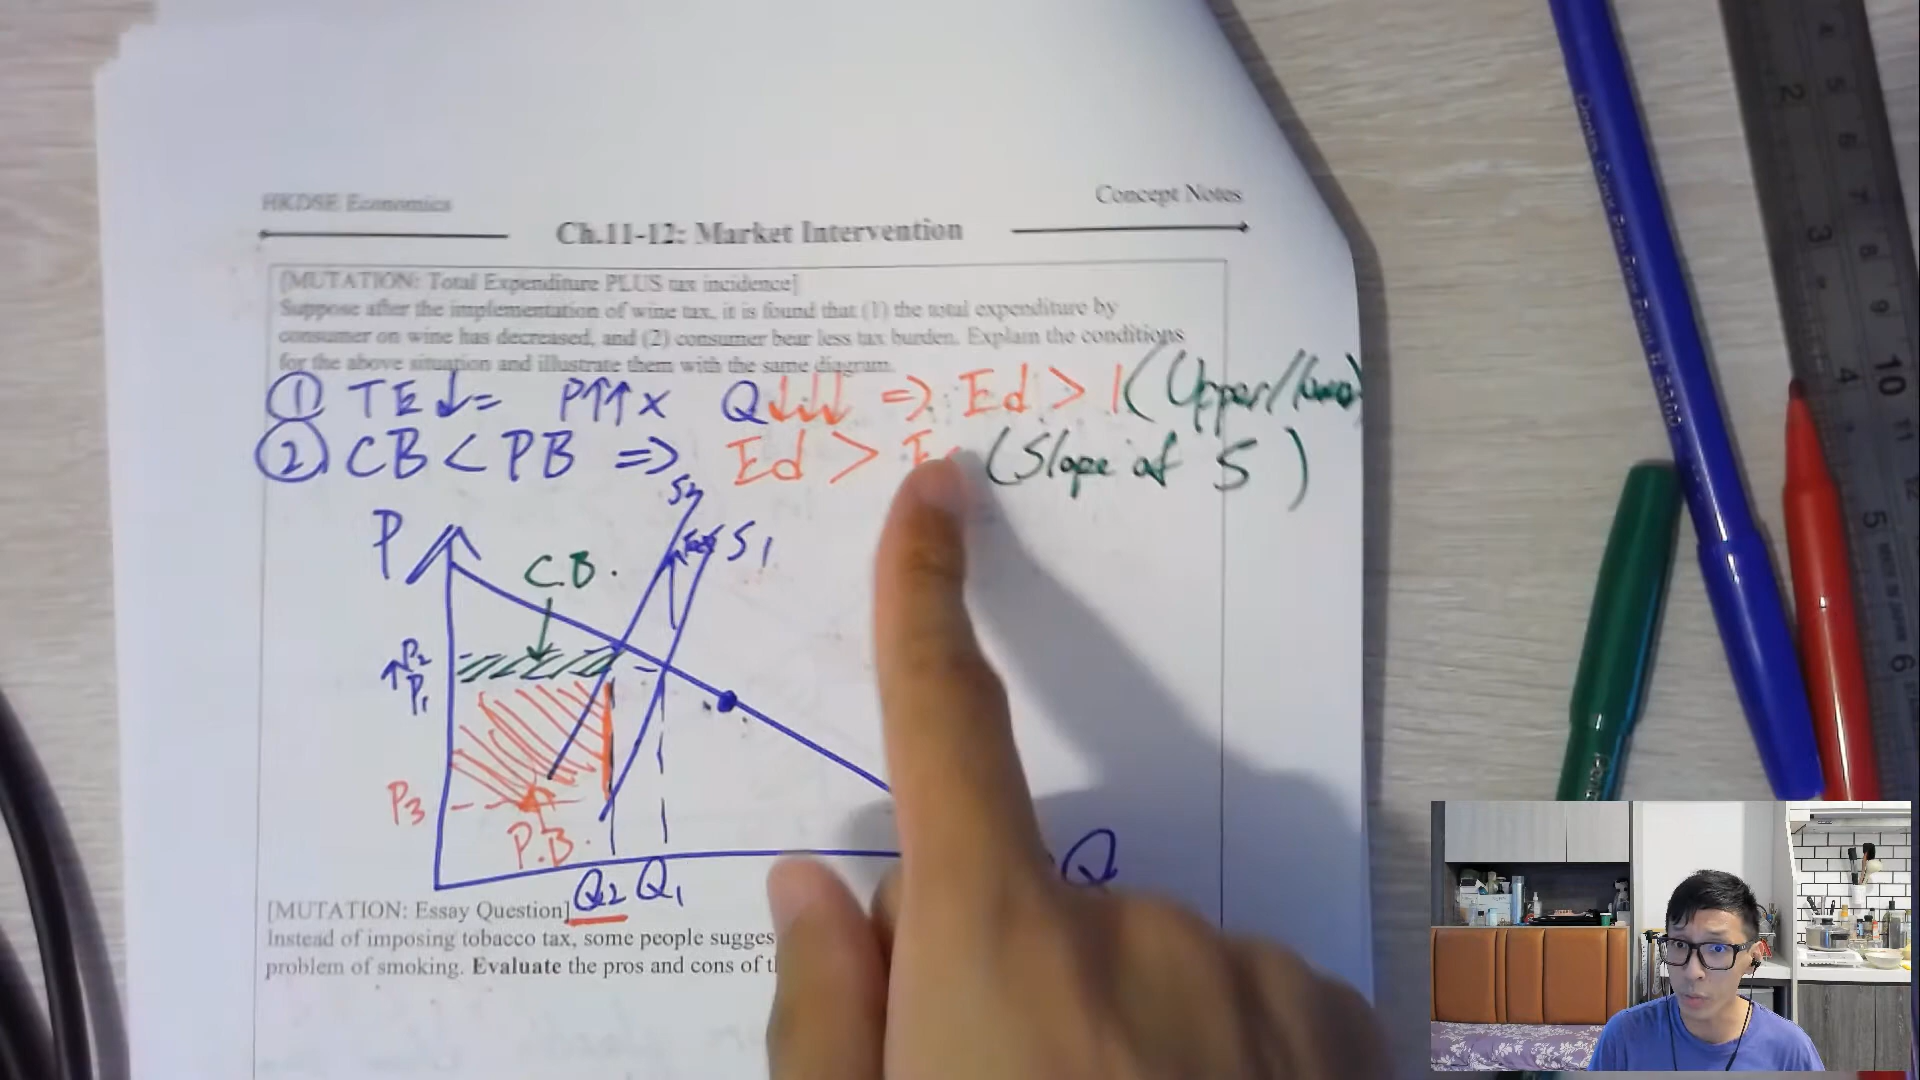 HKDSE Economics
Concept Notes
Ch.11-12: Market Intervention
[MUTATION: Total Expenditure PLUS tax incidence]
Suppose after the implementation of wine tax, it is found that (1) the total expenditure by
consumer on wine has decreased, and (2) consumer bear less tax burden. Explain the conditions
for the above situation and illustrate them with the same diagram.
① TE↓= P↑↑ x Q↓↓↓ => Ed > 1 (Upper/
② CB < PB => Ed > (Slope of S)
S2
S1
P
C.B.
↑P2
P1
P3
P.B.
Q2 Q1
Q
[MUTATION: Essay Question]
Instead of imposing tobacco tax, some people
problem of smoking. Evaluate the pros and cons of